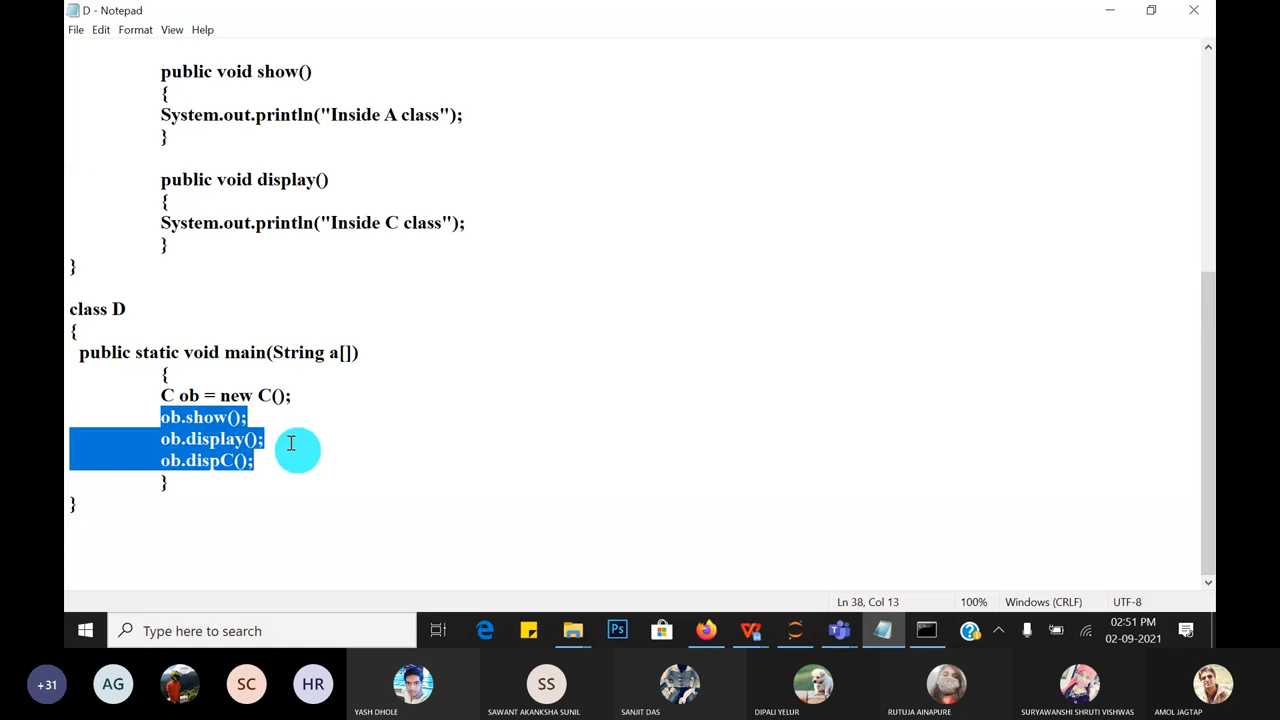 D - Notepad
File Edit Format View Help
public void show()
{
System.out.println("Inside A class");
}
public void display()
{
System.out.println("Inside C class");
}
}
class D
{
public static void main(String a[])
{
C ob = new C();
ob.show();
ob.display();
ob.dispC();
}
}
Ln 38, Col 13 100% Windows (CRLF) UTF-8
Type here to search
Ps
02:51 PM
02-09-2021
+31 AG SC HR SS
YASH DHOLE SAWANT AKANKSHA SUNIL SANJIT DAS DIPALI YELUR RUTUJA AINAPURE SURYAWANSHI SHRUTI VISHWAS AMOL JAGTAP